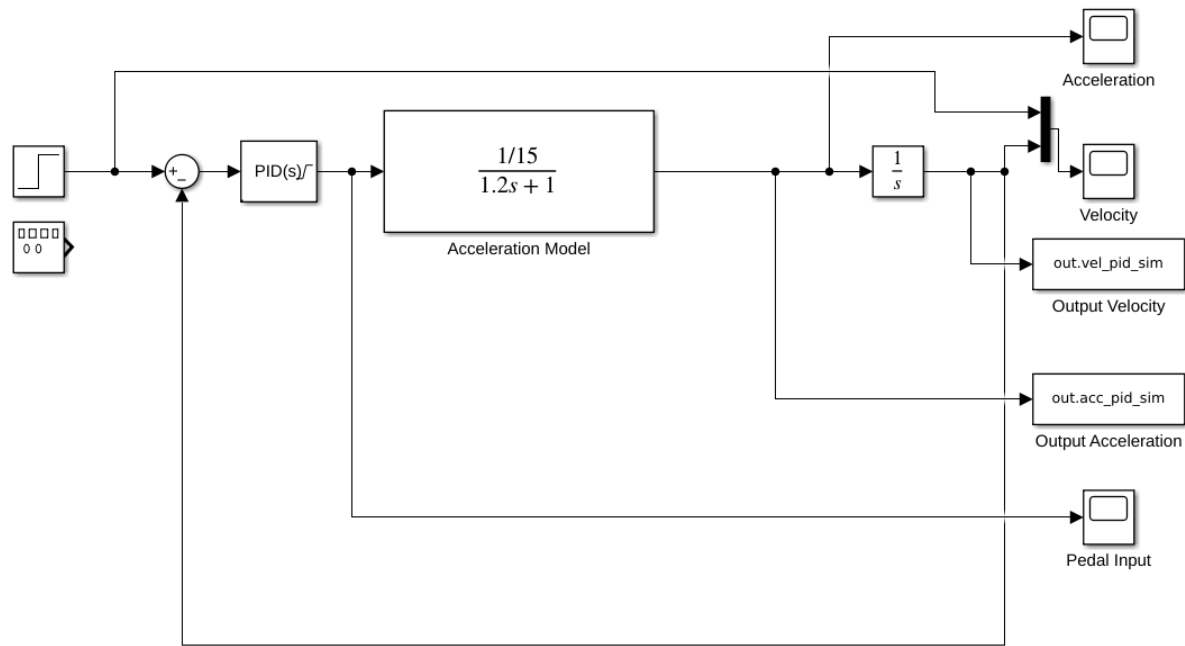 Acceleration
+
−
PID(s)
1/15
1.2s + 1
Acceleration Model
1
s
Velocity
out.vel_pid_sim
Output Velocity
out.acc_pid_sim
Output Acceleration
Pedal Input